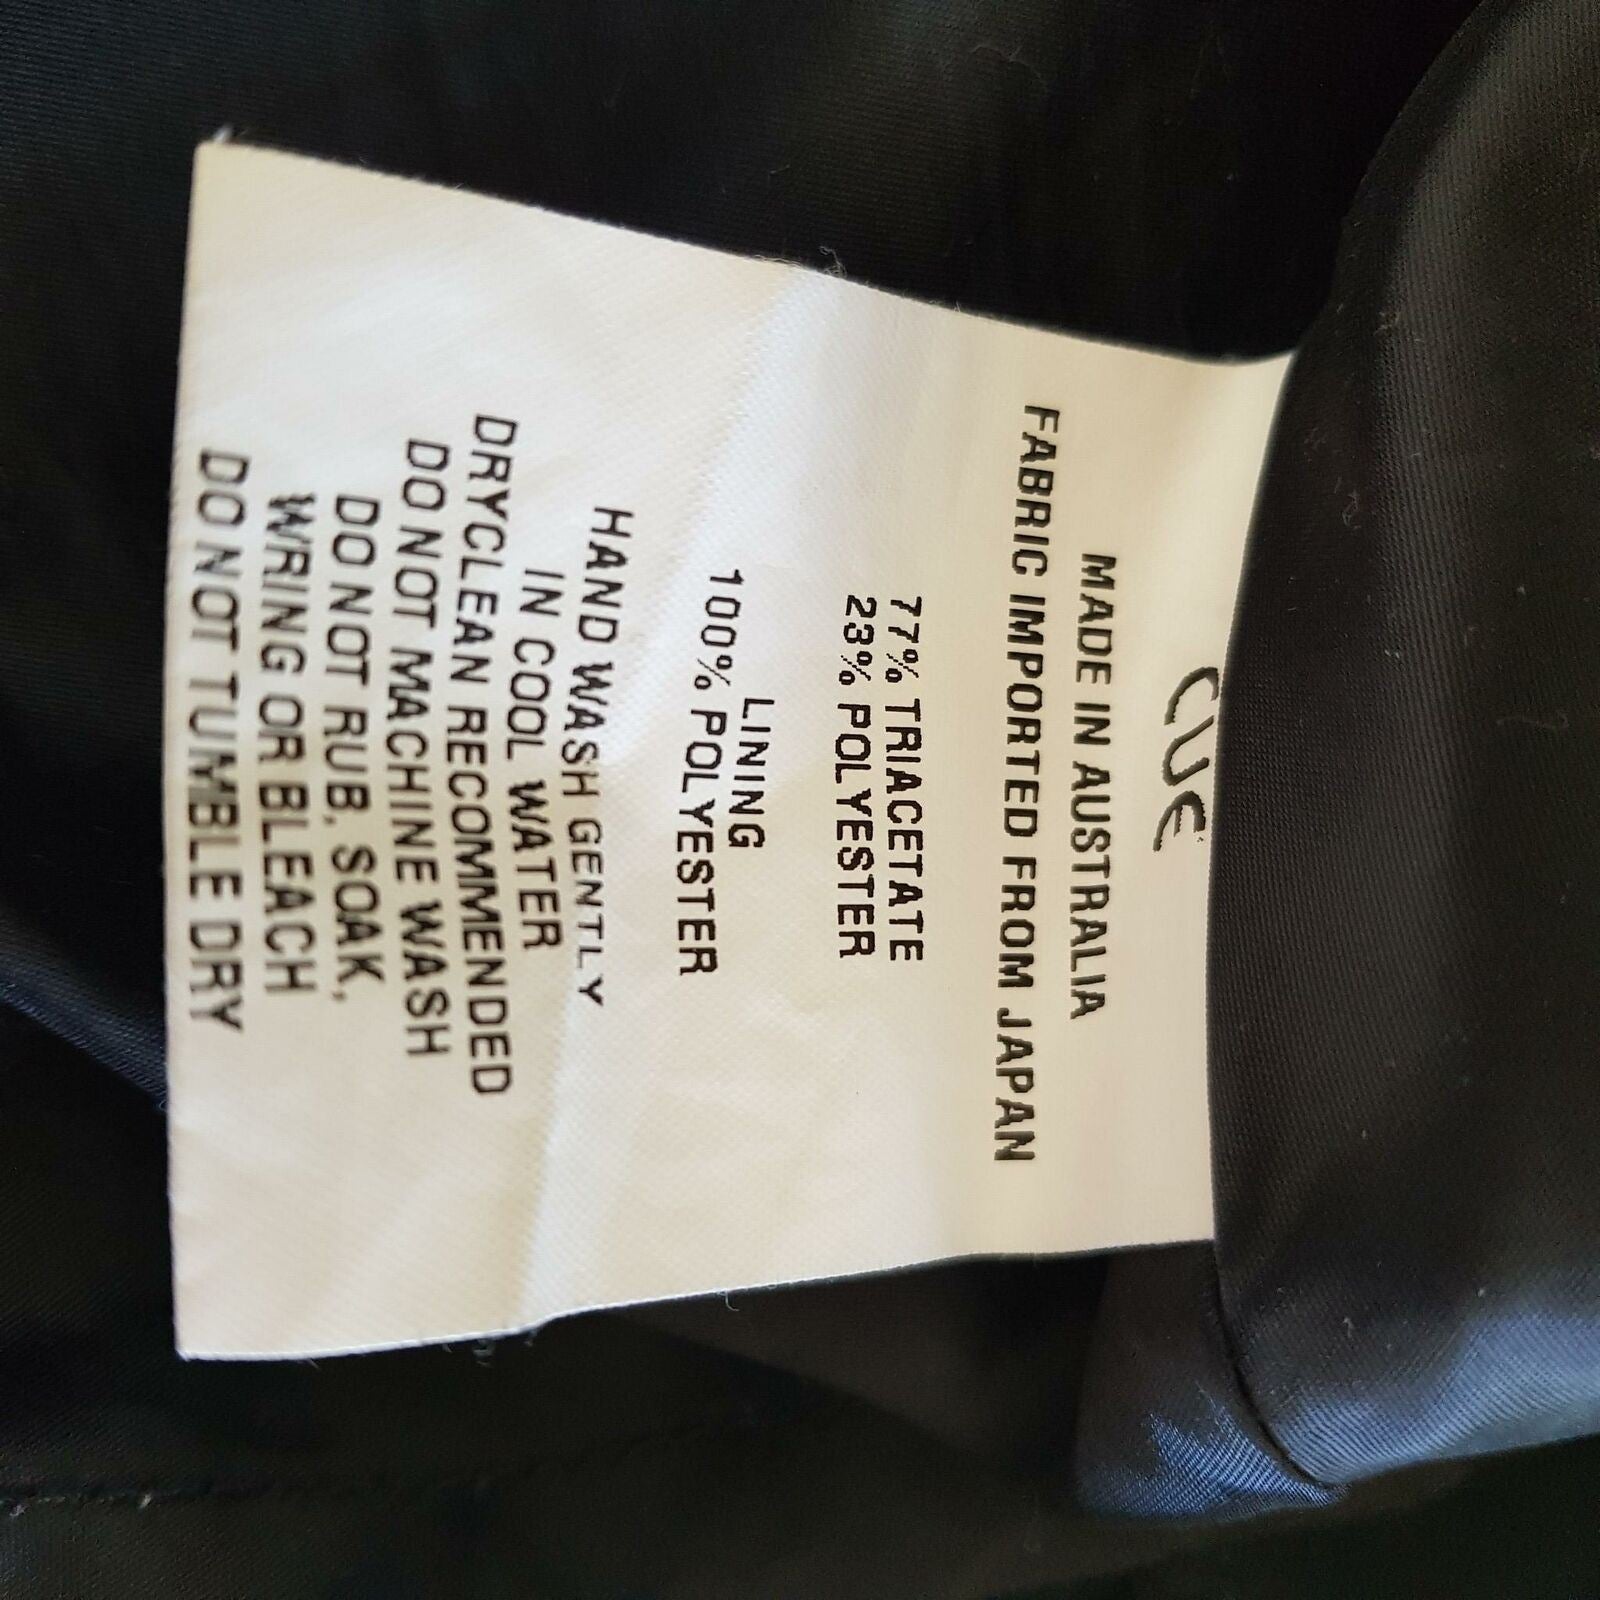 CUE
MADE IN AUSTRALIA
FABRIC IMPORTED FROM JAPAN
77% TRIACETATE
23% POLYESTER
LINING
100% POLYESTER
HAND WASH GENTLY
IN COOL WATER
DRYCLEAN RECOMMENDED
DO NOT MACHINE WASH
DO NOT RUB, SOAK,
WRING OR BLEACH
DO NOT TUMBLE DRY